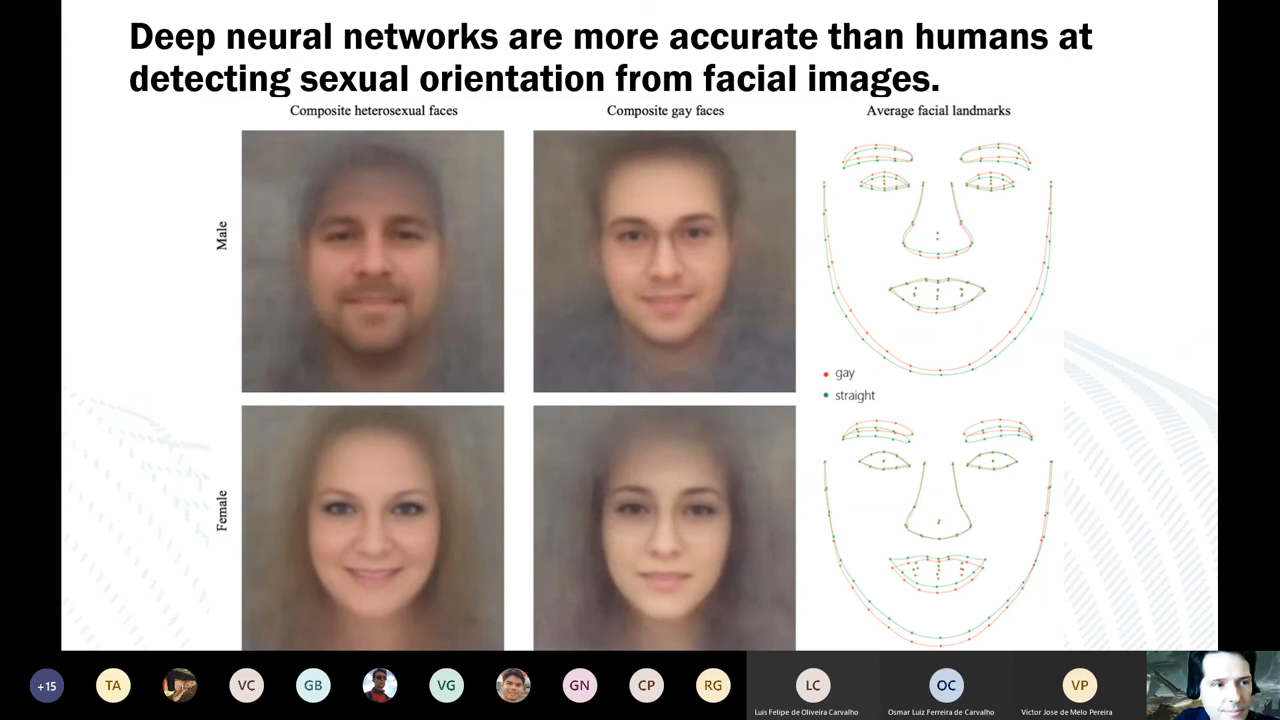 Deep neural networks are more accurate than humans at
detecting sexual orientation from facial images.
Composite heterosexual faces
Composite gay faces
Average facial landmarks
Male
gay
straight
Female
+15
TA
VC
GB
VG
GN
CP
RG
LC
OC
VP
Luis Felipe de Oliveira Carvalho
Osmar Luiz Ferreira de Carvalho
Victor Jose de Melo Pereira